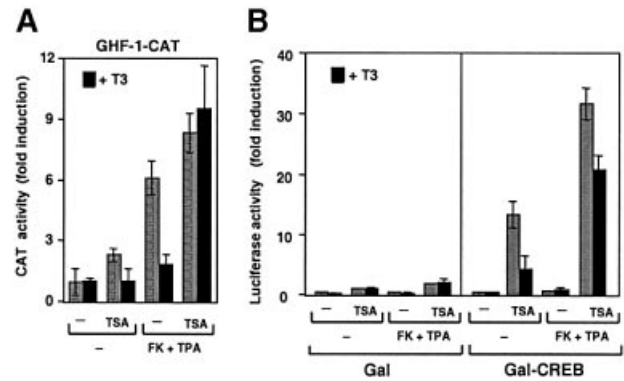 A
GHF-1-CAT
+ T3
CAT activity (fold induction)
12
9
6
3
0
– TSA – TSA
– FK + TPA
B
+ T3
Luciferase activity (fold induction)
40
30
20
10
0
– TSA – TSA – TSA – TSA
– FK + TPA – FK + TPA
Gal Gal-CREB